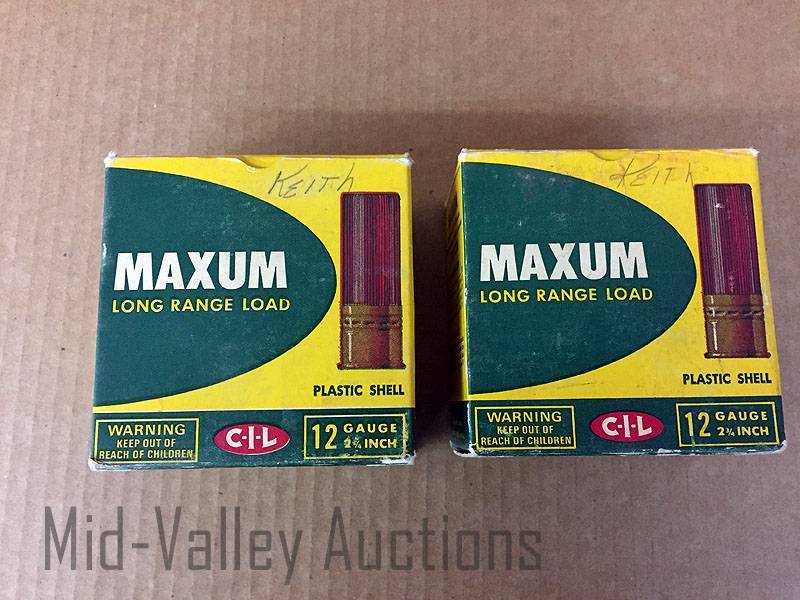 Keith
MAXUM
LONG RANGE LOAD
PLASTIC SHELL
WARNING
KEEP OUT OF
REACH OF CHILDREN
C-I-L
12 GAUGE
2¾ INCH
Keith
MAXUM
LONG RANGE LOAD
PLASTIC SHELL
WARNING
KEEP OUT OF
REACH OF CHILDREN
C-I-L
12 GAUGE
2¾ INCH
Mid-Valley Auctions